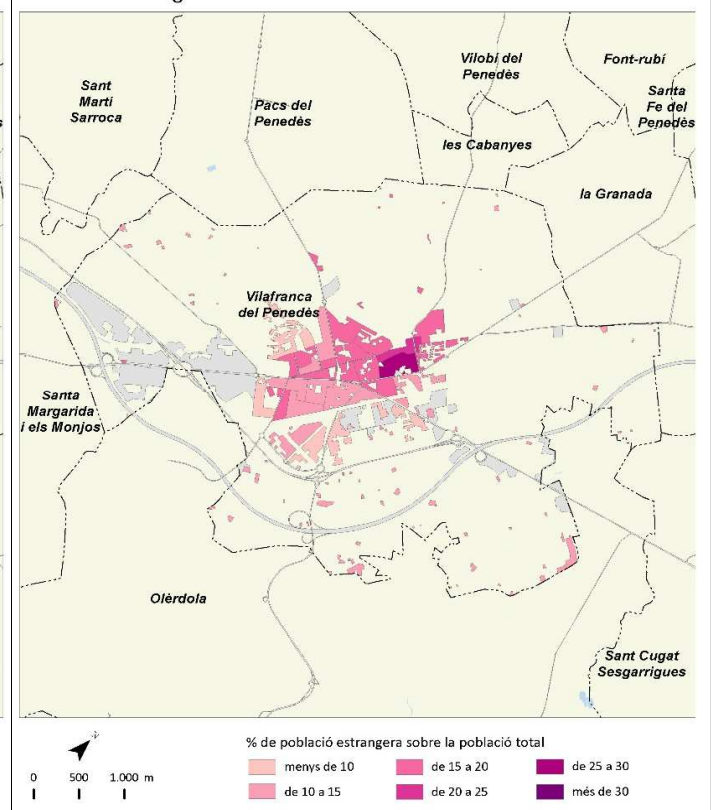 Vilobí del
Penedès
Font-rubí
Sant
Martí
Sarroca
Pacs del
Penedès
Santa
Fe del
Penedès
les Cabanyes
la Granada
Vilafranca
del Penedès
Santa
Margarida
i els Monjos
Olèrdola
Sant Cugat
Sesgarrigues
% de població estrangera sobre la població total
menys de 10
de 15 a 20
de 25 a 30
de 10 a 15
de 20 a 25
més de 30
0 500 1.000 m